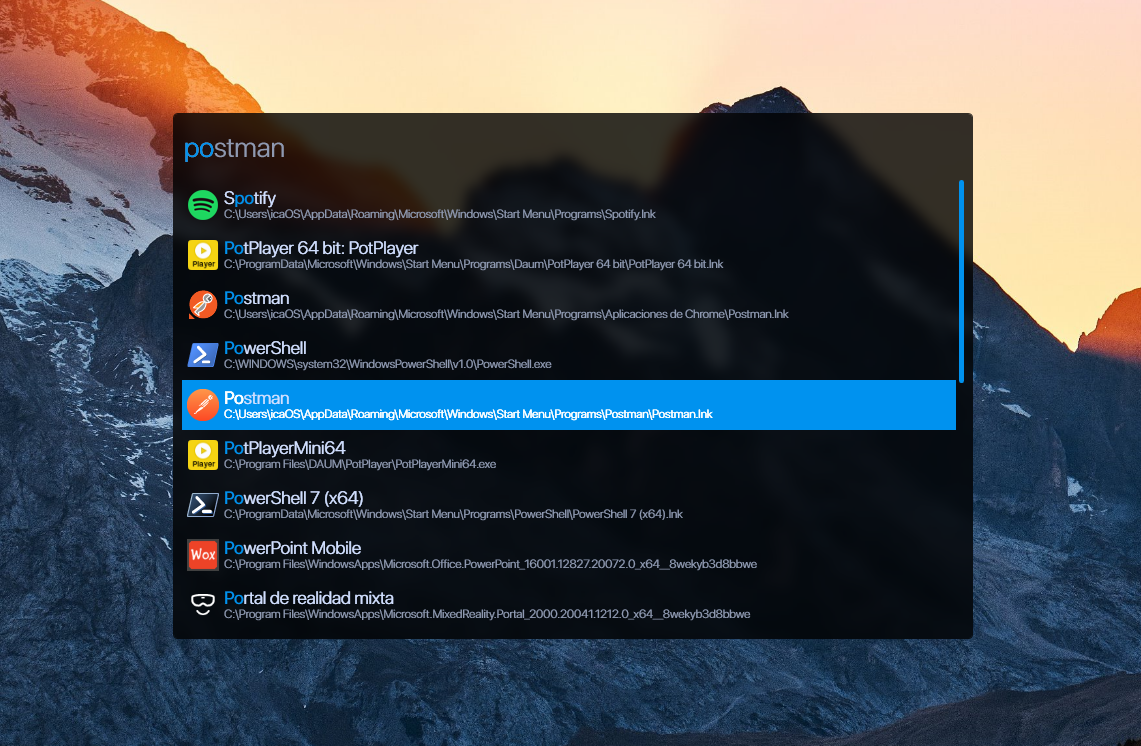 postman
Spotify
C:\Users\icaOS\AppData\Roaming\Microsoft\Windows\Start Menu\Programs\Spotify.lnk
Player
PotPlayer 64 bit: PotPlayer
C:\ProgramData\Microsoft\Windows\Start Menu\Programs\Daum\PotPlayer 64 bit\PotPlayer 64 bit.lnk
Postman
C:\Users\icaOS\AppData\Roaming\Microsoft\Windows\Start Menu\Programs\Aplicaciones de Chrome\Postman.lnk
PowerShell
C:\WINDOWS\system32\WindowsPowerShell\v1.0\PowerShell.exe
Postman
C:\Users\icaOS\AppData\Roaming\Microsoft\Windows\Start Menu\Programs\Postman\Postman.lnk
Player
PotPlayerMini64
C:\Program Files\DAUM\PotPlayer\PotPlayerMini64.exe
PowerShell 7 (x64)
C:\ProgramData\Microsoft\Windows\Start Menu\Programs\PowerShell\PowerShell 7 (x64).lnk
Wox
PowerPoint Mobile
C:\Program Files\WindowsApps\Microsoft.Office.PowerPoint_16001.12827.20072.0_x64__8wekyb3d8bbwe
Portal de realidad mixta
C:\Program Files\WindowsApps\Microsoft.MixedReality.Portal_2000.20041.1212.0_x64__8wekyb3d8bbwe